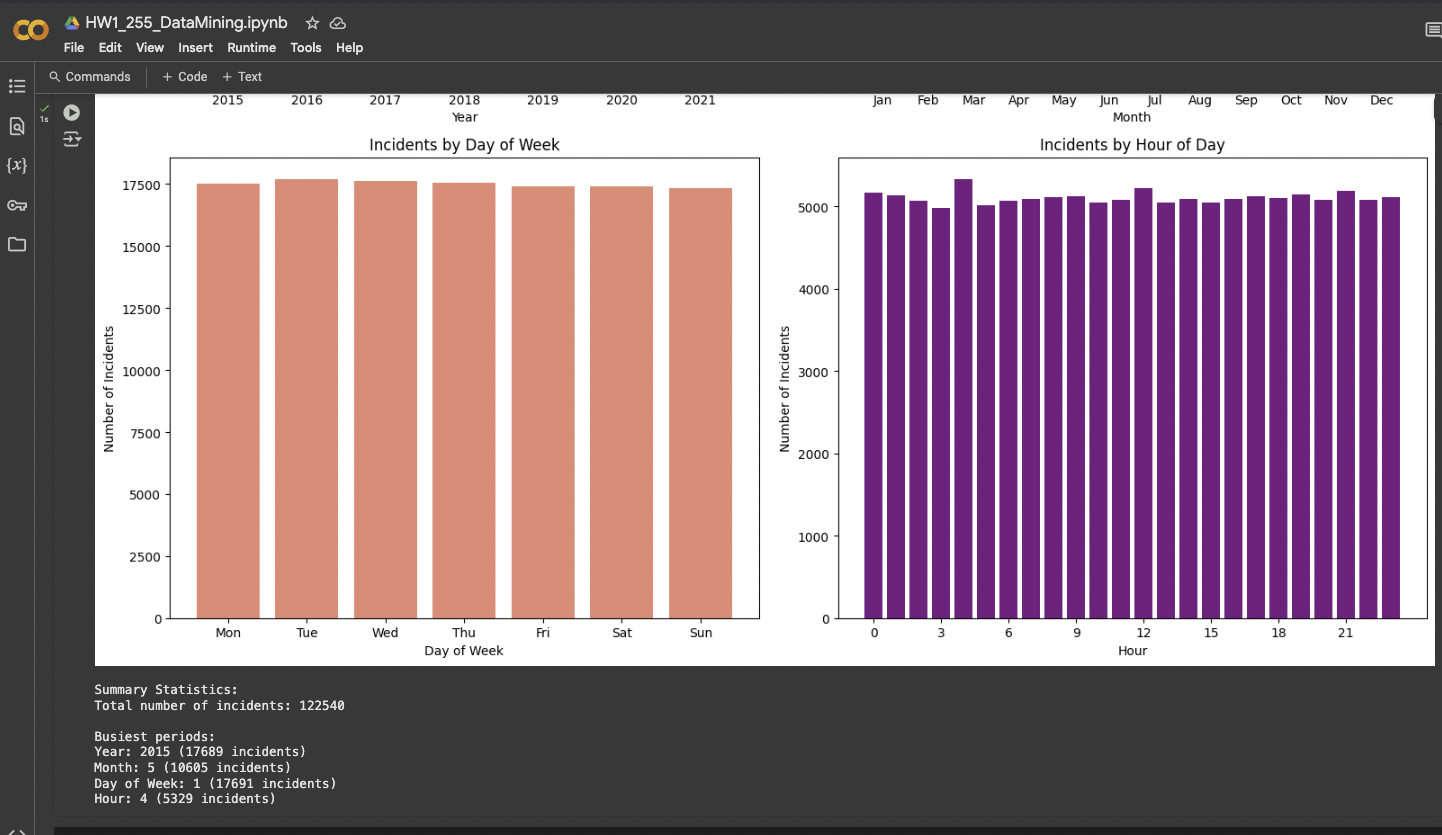 HW1_255_DataMining.ipynb
File Edit View Insert Runtime Tools Help
Commands + Code + Text
1s
{x}
2015 2016 2017 2018 2019 2020 2021
Year
Jan Feb Mar Apr May Jun Jul Aug Sep Oct Nov Dec
Month
Incidents by Day of Week
Number of Incidents
17500
15000
12500
10000
7500
5000
2500
0
Mon Tue Wed Thu Fri Sat Sun
Day of Week
Incidents by Hour of Day
Number of Incidents
5000
4000
3000
2000
1000
0
0 3 6 9 12 15 18 21
Hour
Summary Statistics:
Total number of incidents: 122540
Busiest periods:
Year: 2015 (17689 incidents)
Month: 5 (10605 incidents)
Day of Week: 1 (17691 incidents)
Hour: 4 (5329 incidents)